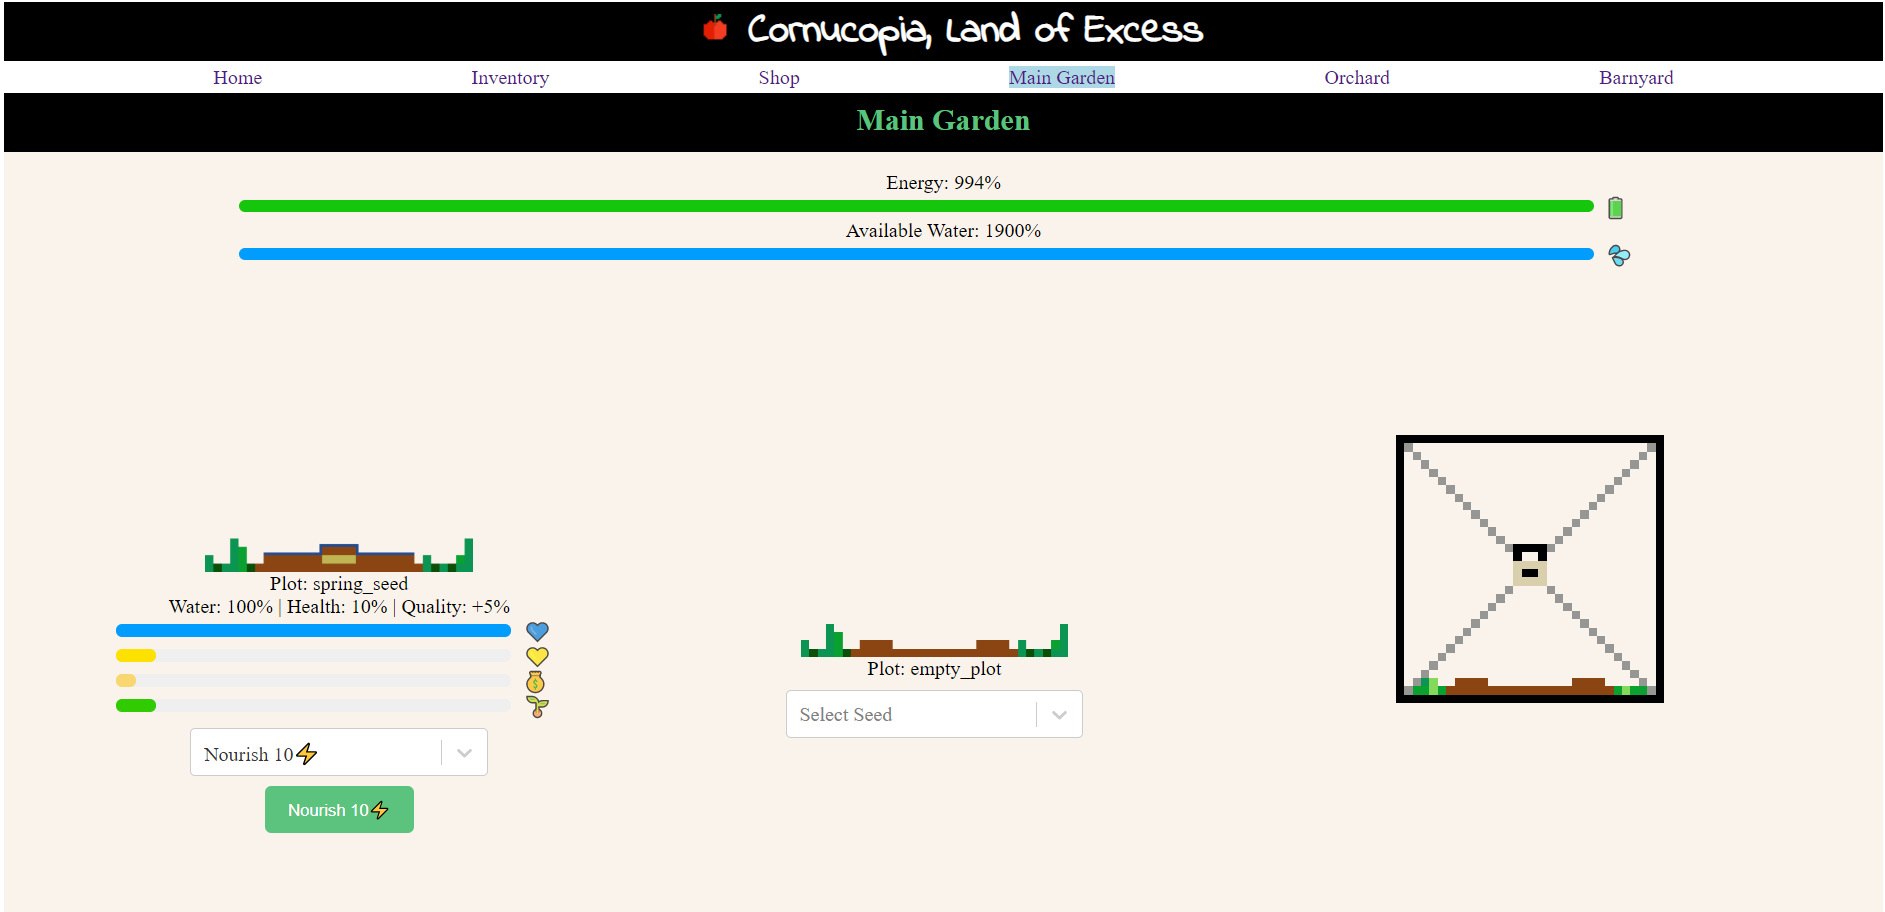 Cornucopia, Land of Excess
Home Inventory Shop Main Garden Orchard Barnyard
Main Garden
Energy: 994%
Available Water: 1900%
Plot: spring_seed
Water: 100% | Health: 10% | Quality: +5%
Nourish 10⚡
Nourish 10⚡
Plot: empty_plot
Select Seed